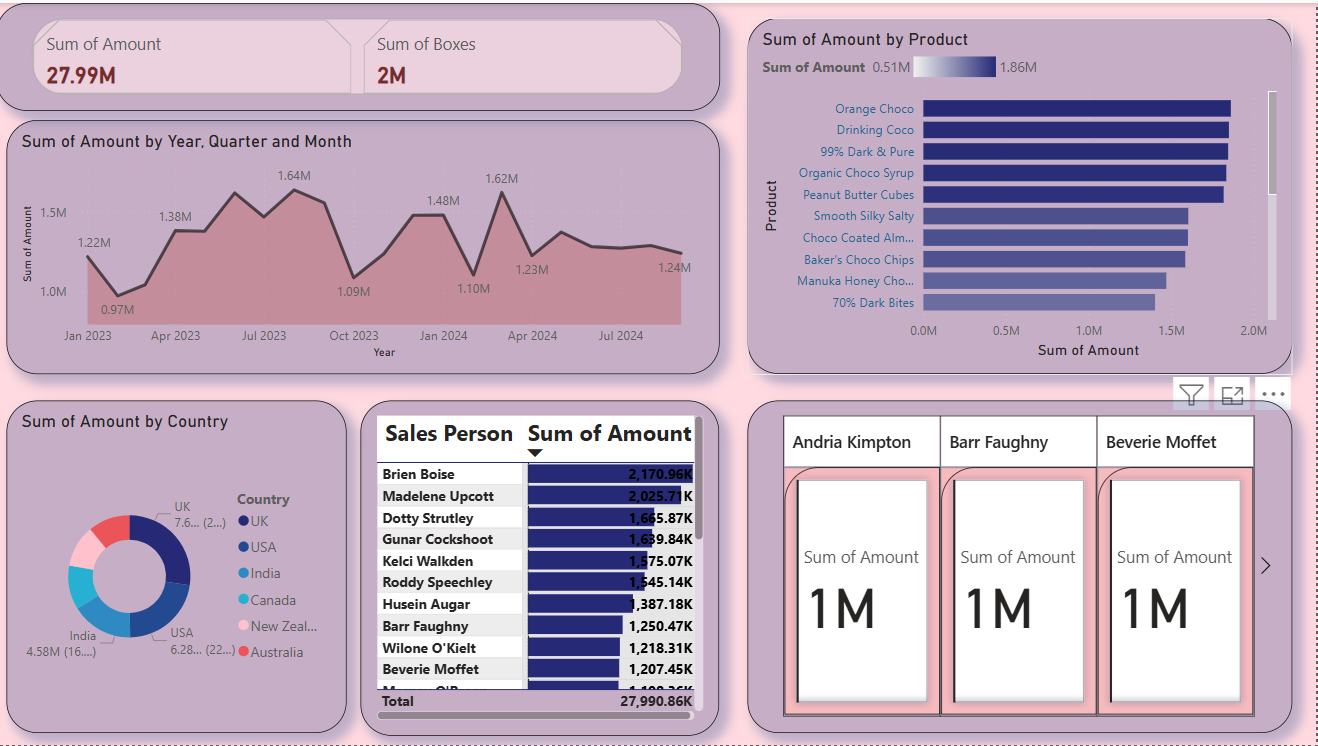 Sum of Amount
27.99M
Sum of Boxes
2M
Sum of Amount by Year, Quarter and Month
Sum of Amount
1.5M
1.0M
1.22M
0.97M
1.38M
1.64M
1.09M
1.48M
1.10M
1.62M
1.23M
1.24M
Jan 2023
Apr 2023
Jul 2023
Oct 2023
Jan 2024
Apr 2024
Jul 2024
Year
Sum of Amount by Product
Sum of Amount 0.51M 1.86M
Product
Orange Choco
Drinking Coco
99% Dark & Pure
Organic Choco Syrup
Peanut Butter Cubes
Smooth Silky Salty
Choco Coated Alm...
Baker's Choco Chips
Manuka Honey Cho...
70% Dark Bites
0.0M 0.5M 1.0M 1.5M 2.0M
Sum of Amount
Sum of Amount by Country
UK
7.6... (2...)
USA
6.28... (22...)
India
4.58M (16....)
Country
UK
USA
India
Canada
New Zeal...
Australia
Sales Person Sum of Amount
Brien Boise 2,170.96K
Madelene Upcott 2,025.71K
Dotty Strutley 1,665.87K
Gunar Cockshoot 1,639.84K
Kelci Walkden 1,575.07K
Roddy Speechley 1,545.14K
Husein Augar 1,387.18K
Barr Faughny 1,250.47K
Wilone O'Kielt 1,218.31K
Beverie Moffet 1,207.45K
Total 27,990.86K
Andria Kimpton
Sum of Amount
1M
Barr Faughny
Sum of Amount
1M
Beverie Moffet
Sum of Amount
1M